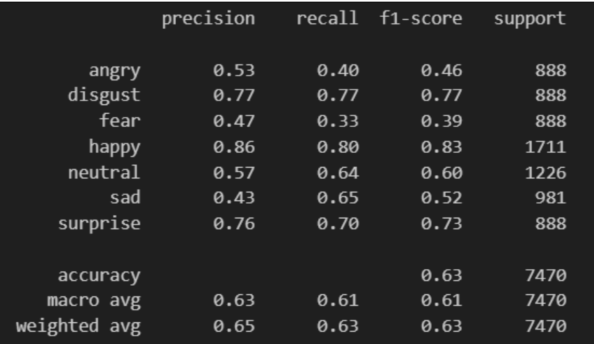 precision recall f1-score support
angry 0.53 0.40 0.46 888
disgust 0.77 0.77 0.77 888
fear 0.47 0.33 0.39 888
happy 0.86 0.80 0.83 1711
neutral 0.57 0.64 0.60 1226
sad 0.43 0.65 0.52 981
surprise 0.76 0.70 0.73 888
accuracy 0.63 7470
macro avg 0.63 0.61 0.61 7470
weighted avg 0.65 0.63 0.63 7470